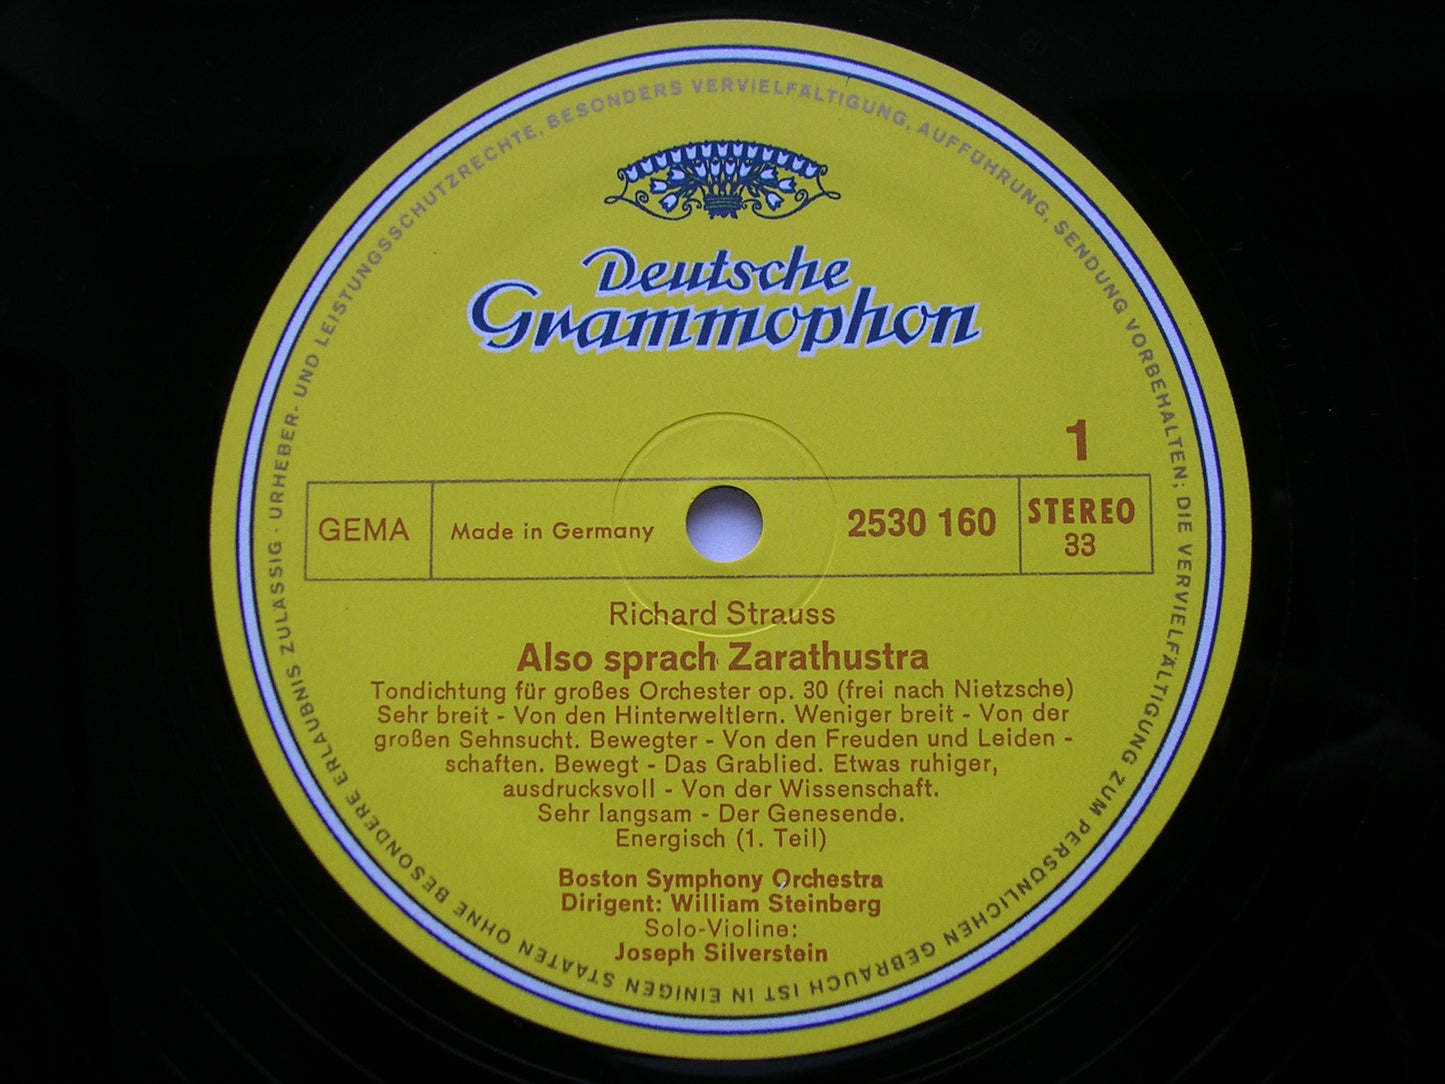 URHEBER- UND LEISTUNGSSCHUTZRECHTE, BESONDERS VERVIELFÄLTIGUNG, AUFFÜHRUNG, SENDUNG VORBEHALTEN; DIE VERVIELFÄLTIGUNG ZUM PERSÖNLICHEN GEBRAUCH IST IN EINIGEN STAATEN OHNE BESONDERE ERLAUBNIS ZULÄSSIG ·
Deutsche
Grammophon
1
GEMA
Made in Germany
2530 160
STEREO
33
Richard Strauss
Also sprach Zarathustra
Tondichtung für großes Orchester op. 30 (frei nach Nietzsche)
Sehr breit - Von den Hinterweltlern. Weniger breit - Von der
großen Sehnsucht. Bewegter - Von den Freuden und Leiden -
schaften. Bewegt - Das Grablied. Etwas ruhiger,
ausdrucksvoll - Von der Wissenschaft.
Sehr langsam - Der Genesende.
Energisch (1. Teil)
Boston Symphony Orchestra
Dirigent: William Steinberg
Solo-Violine:
Joseph Silverstein